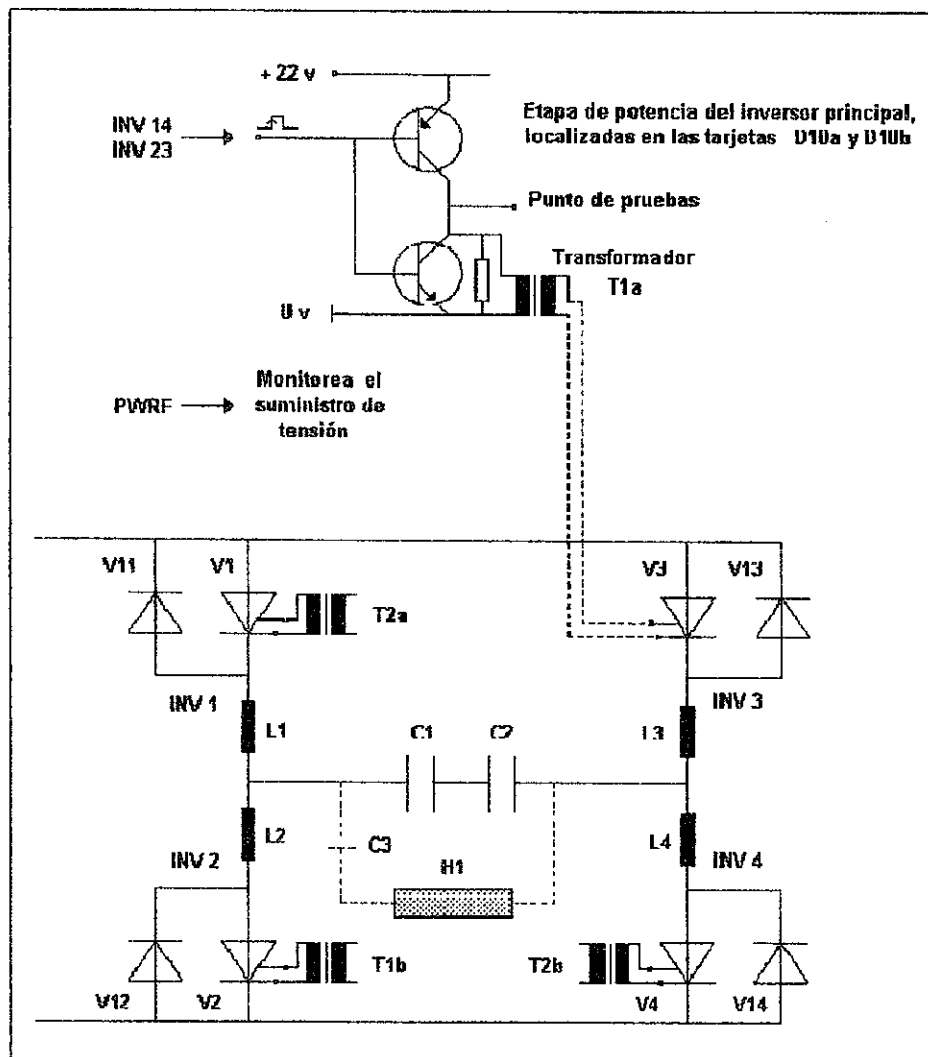 + 22 v
INV 14
INV 23
Etapa de potencia del inversor principal,
localizadas en las tarjetas D10a y D10b
Punto de pruebas
Transformador
T1a
0 v
PWRF
Monitorea el
suministro de
tensión
V11
V1
V3
V13
T2a
INV 1
INV 3
L1
C1
C2
L3
L2
C3
L4
INV 2
H1
INV 4
T1b
T2b
V12
V2
V4
V14